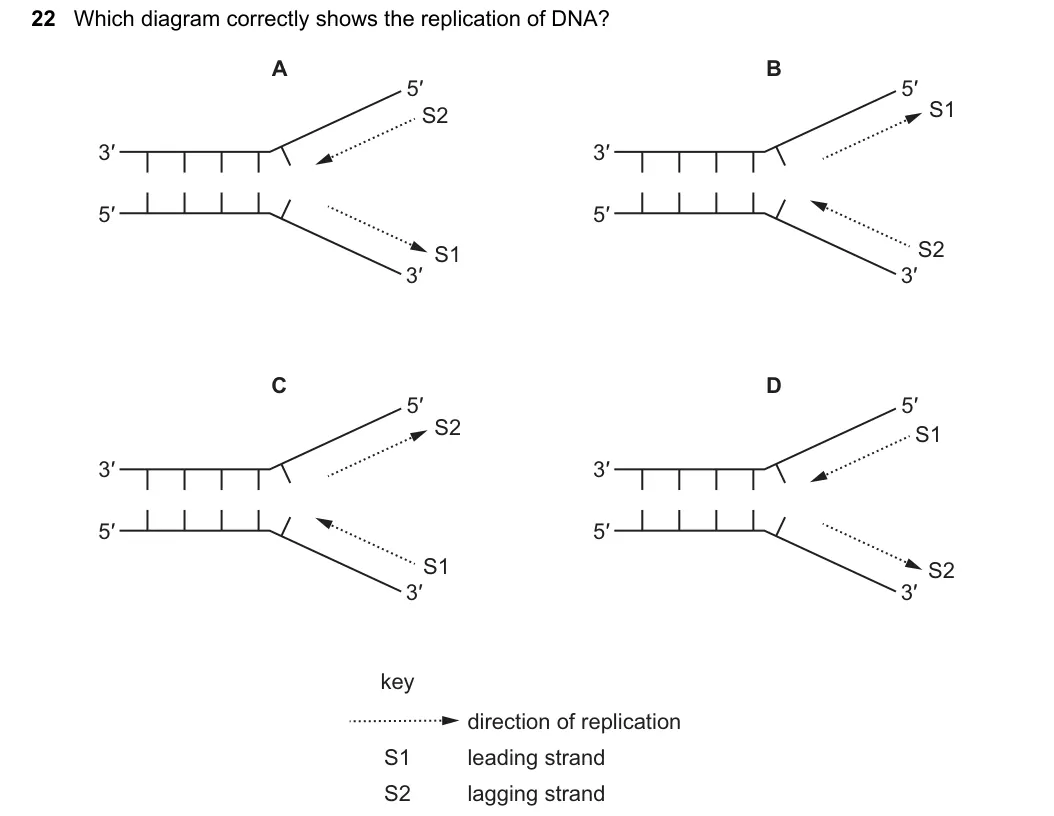 22 Which diagram correctly shows the replication of DNA?
A
B
5′
S2
3′
5′
S1
3′
5′
S1
3′
5′
S2
3′
C
D
5′
S2
3′
5′
S1
3′
5′
S1
3′
5′
S2
3′
key
direction of replication
S1 leading strand
S2 lagging strand